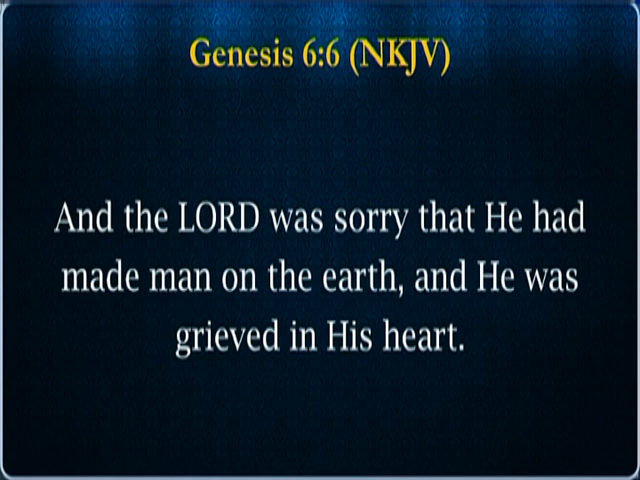 Genesis 6:6 (NKJV)
And the LORD was sorry that He had
made man on the earth, and He was
grieved in His heart.